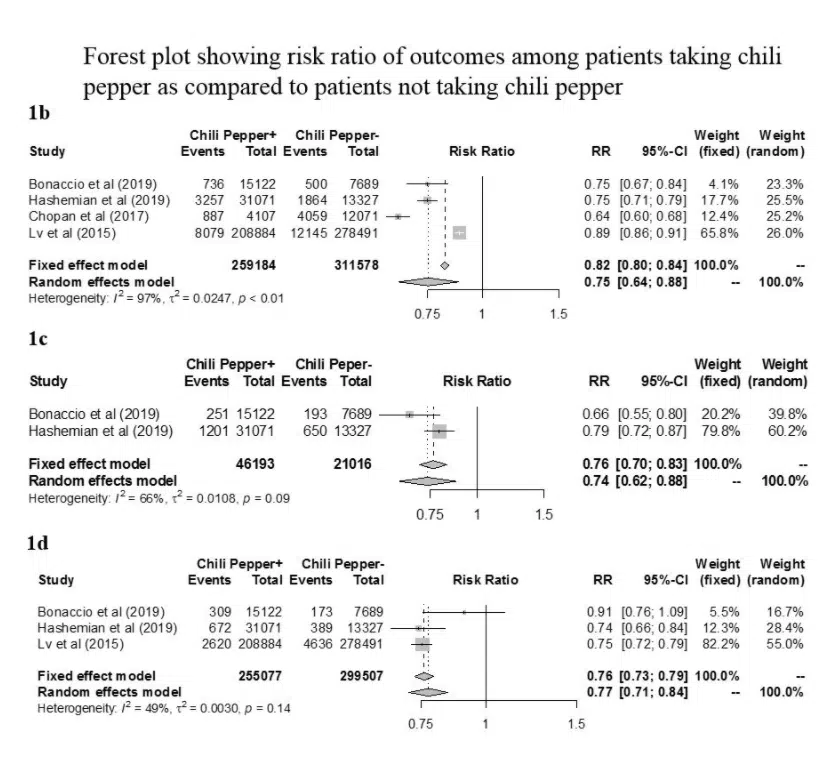 Forest plot showing risk ratio of outcomes among patients taking chili
pepper as compared to patients not taking chili pepper
1b
Chili Pepper+ Chili Pepper- Weight Weight
Study Events Total Events Total Risk Ratio RR 95%-CI (fixed) (random)
Bonaccio et al (2019) 736 15122 500 7689 0.75 [0.67; 0.84] 4.1% 23.3%
Hashemian et al (2019) 3257 31071 1864 13327 0.75 [0.71; 0.79] 17.7% 25.5%
Chopan et al (2017) 887 4107 4059 12071 0.64 [0.60; 0.68] 12.4% 25.2%
Lv et al (2015) 8079 208884 12145 278491 0.89 [0.86; 0.91] 65.8% 26.0%
Fixed effect model 259184 311578 0.82 [0.80; 0.84] 100.0% --
Random effects model 0.75 [0.64; 0.88] -- 100.0%
Heterogeneity: I² = 97%, τ² = 0.0247, p < 0.01
0.75 1 1.5
1c
Chili Pepper+ Chili Peper- Weight Weight
Study Events Total Events Total Risk Ratio RR 95%-CI (fixed) (random)
Bonaccio et al (2019) 251 15122 193 7689 0.66 [0.55; 0.80] 20.2% 39.8%
Hashemian et al (2019) 1201 31071 650 13327 0.79 [0.72; 0.87] 79.8% 60.2%
Fixed effect model 46193 21016 0.76 [0.70; 0.83] 100.0% --
Random effects model 0.74 [0.62; 0.88] -- 100.0%
Heterogeneity: I² = 66%, τ² = 0.0108, p = 0.09
0.75 1 1.5
1d
Chili Pepper+ Chili Pepper- Weight Weight
Study Events Total Events Total Risk Ratio RR 95%-CI (fixed) (random)
Bonaccio et al (2019) 309 15122 173 7689 0.91 [0.76; 1.09] 5.5% 16.7%
Hashemian et al (2019) 672 31071 389 13327 0.74 [0.66; 0.84] 12.3% 28.4%
Lv et al (2015) 2620 208884 4636 278491 0.75 [0.72; 0.79] 82.2% 55.0%
Fixed effect model 255077 299507 0.76 [0.73; 0.79] 100.0% --
Random effects model 0.77 [0.71; 0.84] -- 100.0%
Heterogeneity: I² = 49%, τ² = 0.0030, p = 0.14
0.75 1 1.5